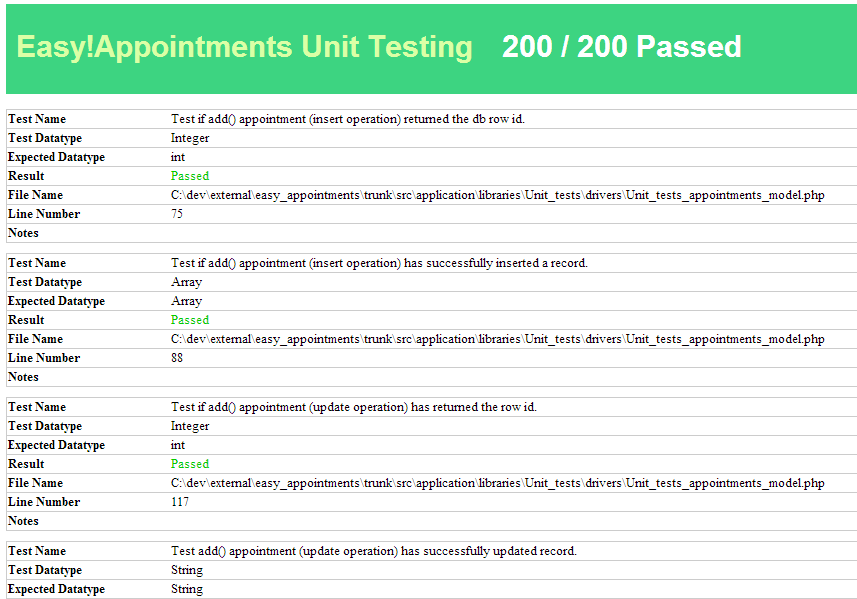 Easy!Appointments Unit Testing 200 / 200 Passed
Test Name Test if add() appointment (insert operation) returned the db row id.
Test Datatype Integer
Expected Datatype int
Result Passed
File Name C:\dev\external\easy_appointments\trunk\src\application\libraries\Unit_tests\drivers\Unit_tests_appointments_model.php
Line Number 75
Notes
Test Name Test if add() appointment (insert operation) has successfully inserted a record.
Test Datatype Array
Expected Datatype Array
Result Passed
File Name C:\dev\external\easy_appointments\trunk\src\application\libraries\Unit_tests\drivers\Unit_tests_appointments_model.php
Line Number 88
Notes
Test Name Test if add() appointment (update operation) has returned the row id.
Test Datatype Integer
Expected Datatype int
Result Passed
File Name C:\dev\external\easy_appointments\trunk\src\application\libraries\Unit_tests\drivers\Unit_tests_appointments_model.php
Line Number 117
Notes
Test Name Test add() appointment (update operation) has successfully updated record.
Test Datatype String
Expected Datatype String